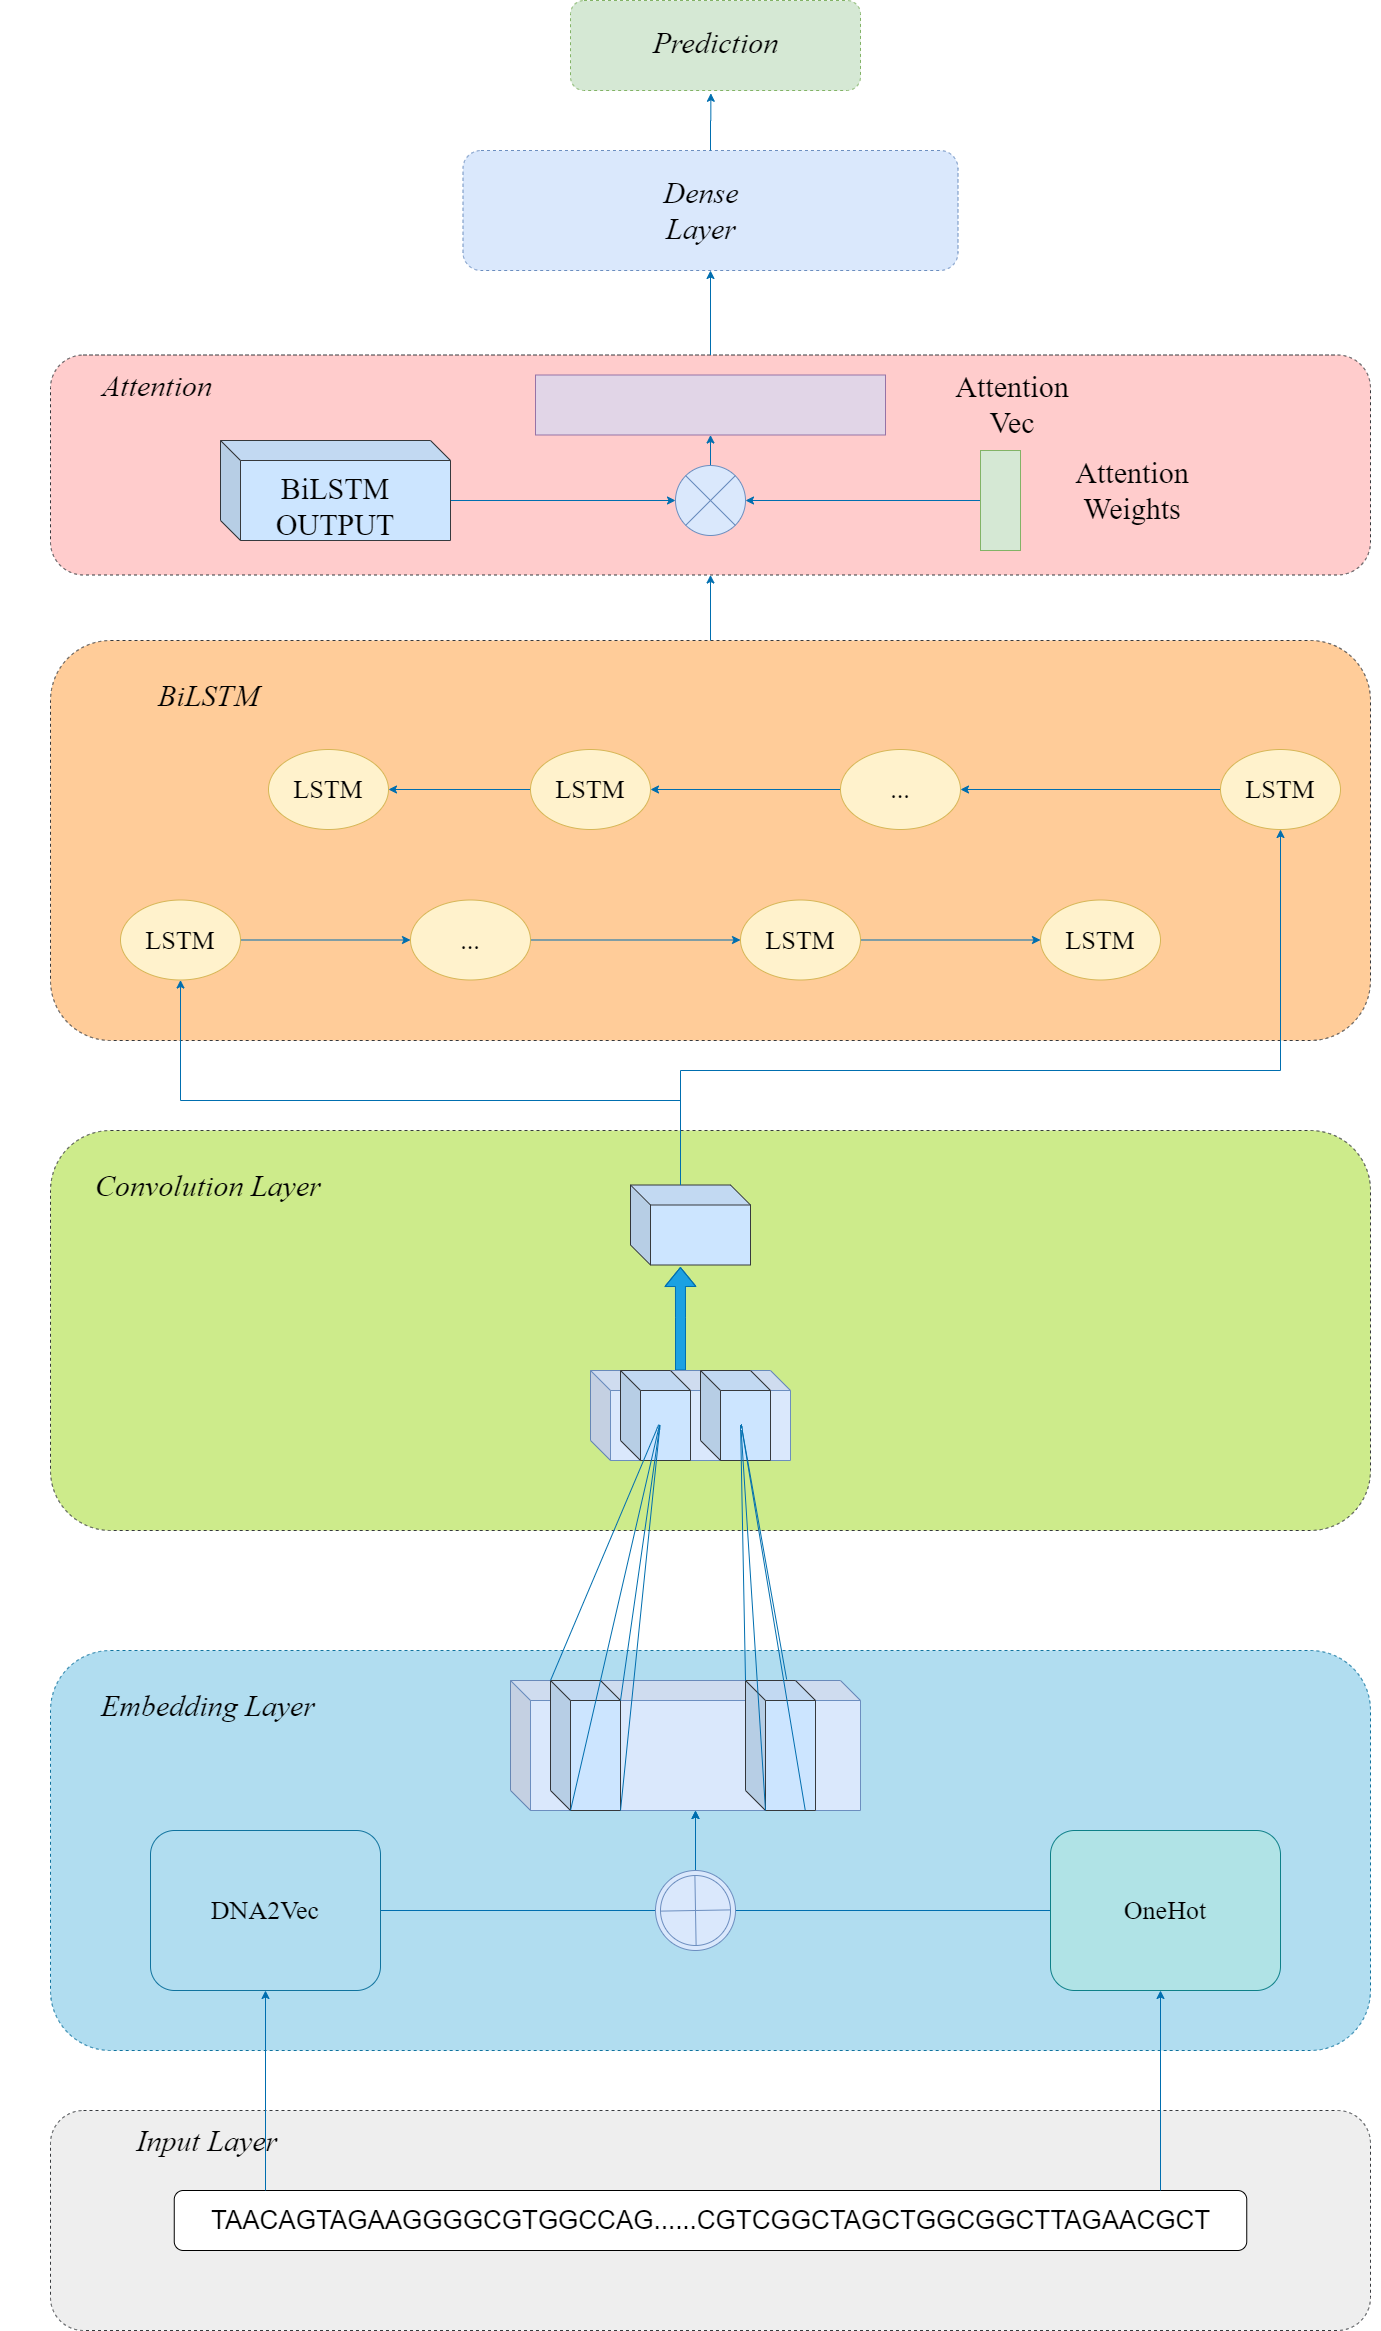 Prediction
Dense
Layer
Attention
Attention
Vec
BiLSTM
OUTPUT
Attention
Weights
BiLSTM
LSTM
LSTM
...
LSTM
LSTM
...
LSTM
LSTM
Convolution Layer
Embedding Layer
DNA2Vec
OneHot
Input Layer
TAACAGTAGAAGGGGCGTGGCCAG......CGTCGGCTAGCTGGCGGCTTAGAACGCT